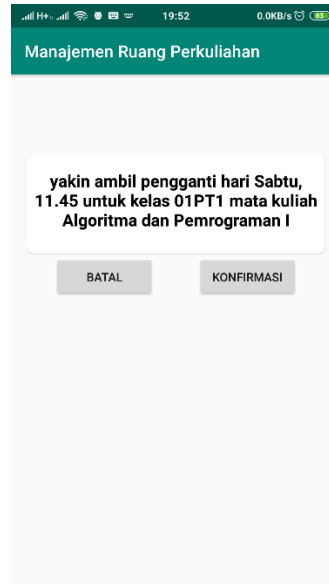 H+ 19:52 0.0KB/s 83
Manajemen Ruang Perkuliahan
yakin ambil pengganti hari Sabtu,
11.45 untuk kelas 01PT1 mata kuliah
Algoritma dan Pemrograman I
BATAL KONFIRMASI